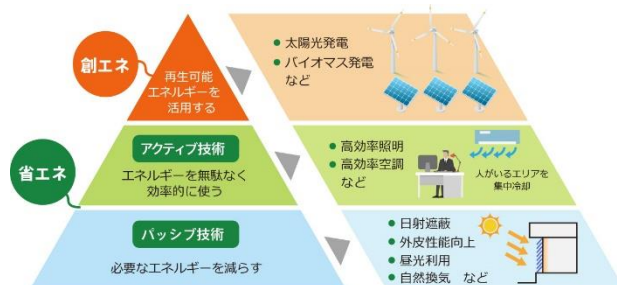 創エネ
再生可能
エネルギーを
活用する
● 太陽光発電
● バイオマス発電
など
省エネ
アクティブ技術
エネルギーを無駄なく
効率的に使う
● 高効率照明
● 高効率空調
など
人がいるエリアを
集中冷却
パッシブ技術
必要なエネルギーを減らす
● 日射遮蔽
● 外皮性能向上
● 昼光利用
● 自然換気 など